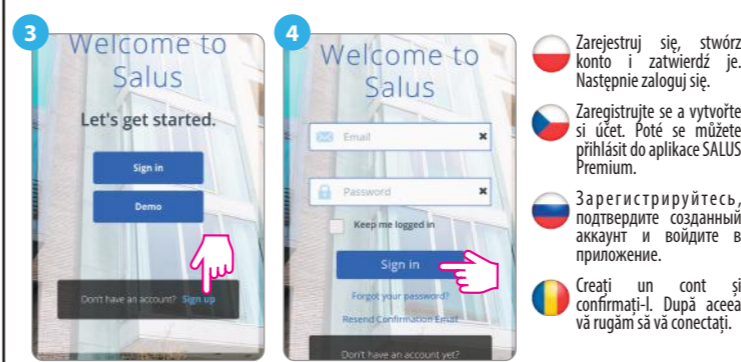 3
Welcome to
Salus
Let's get started.
Sign in
Demo
Don't have an account? Sign up
4
Welcome to
Salus
Email
Password
Keep me logged in
Sign in
Forgot your password?
Resend Confirmation Email
Don't have an account yet?
Zarejestruj się, stwórz
konto i zatwierdź je.
Następnie zaloguj się.
Zaregistrujte se a vytvořte
si účet. Poté se můžete
přihlásit do aplikace SALUS
Premium.
Зарегистрируйтесь,
подтвердите созданный
аккаунт и войдите в
приложение.
Creați un cont și
confirmați-l. După aceea
vă rugăm să vă conectați.